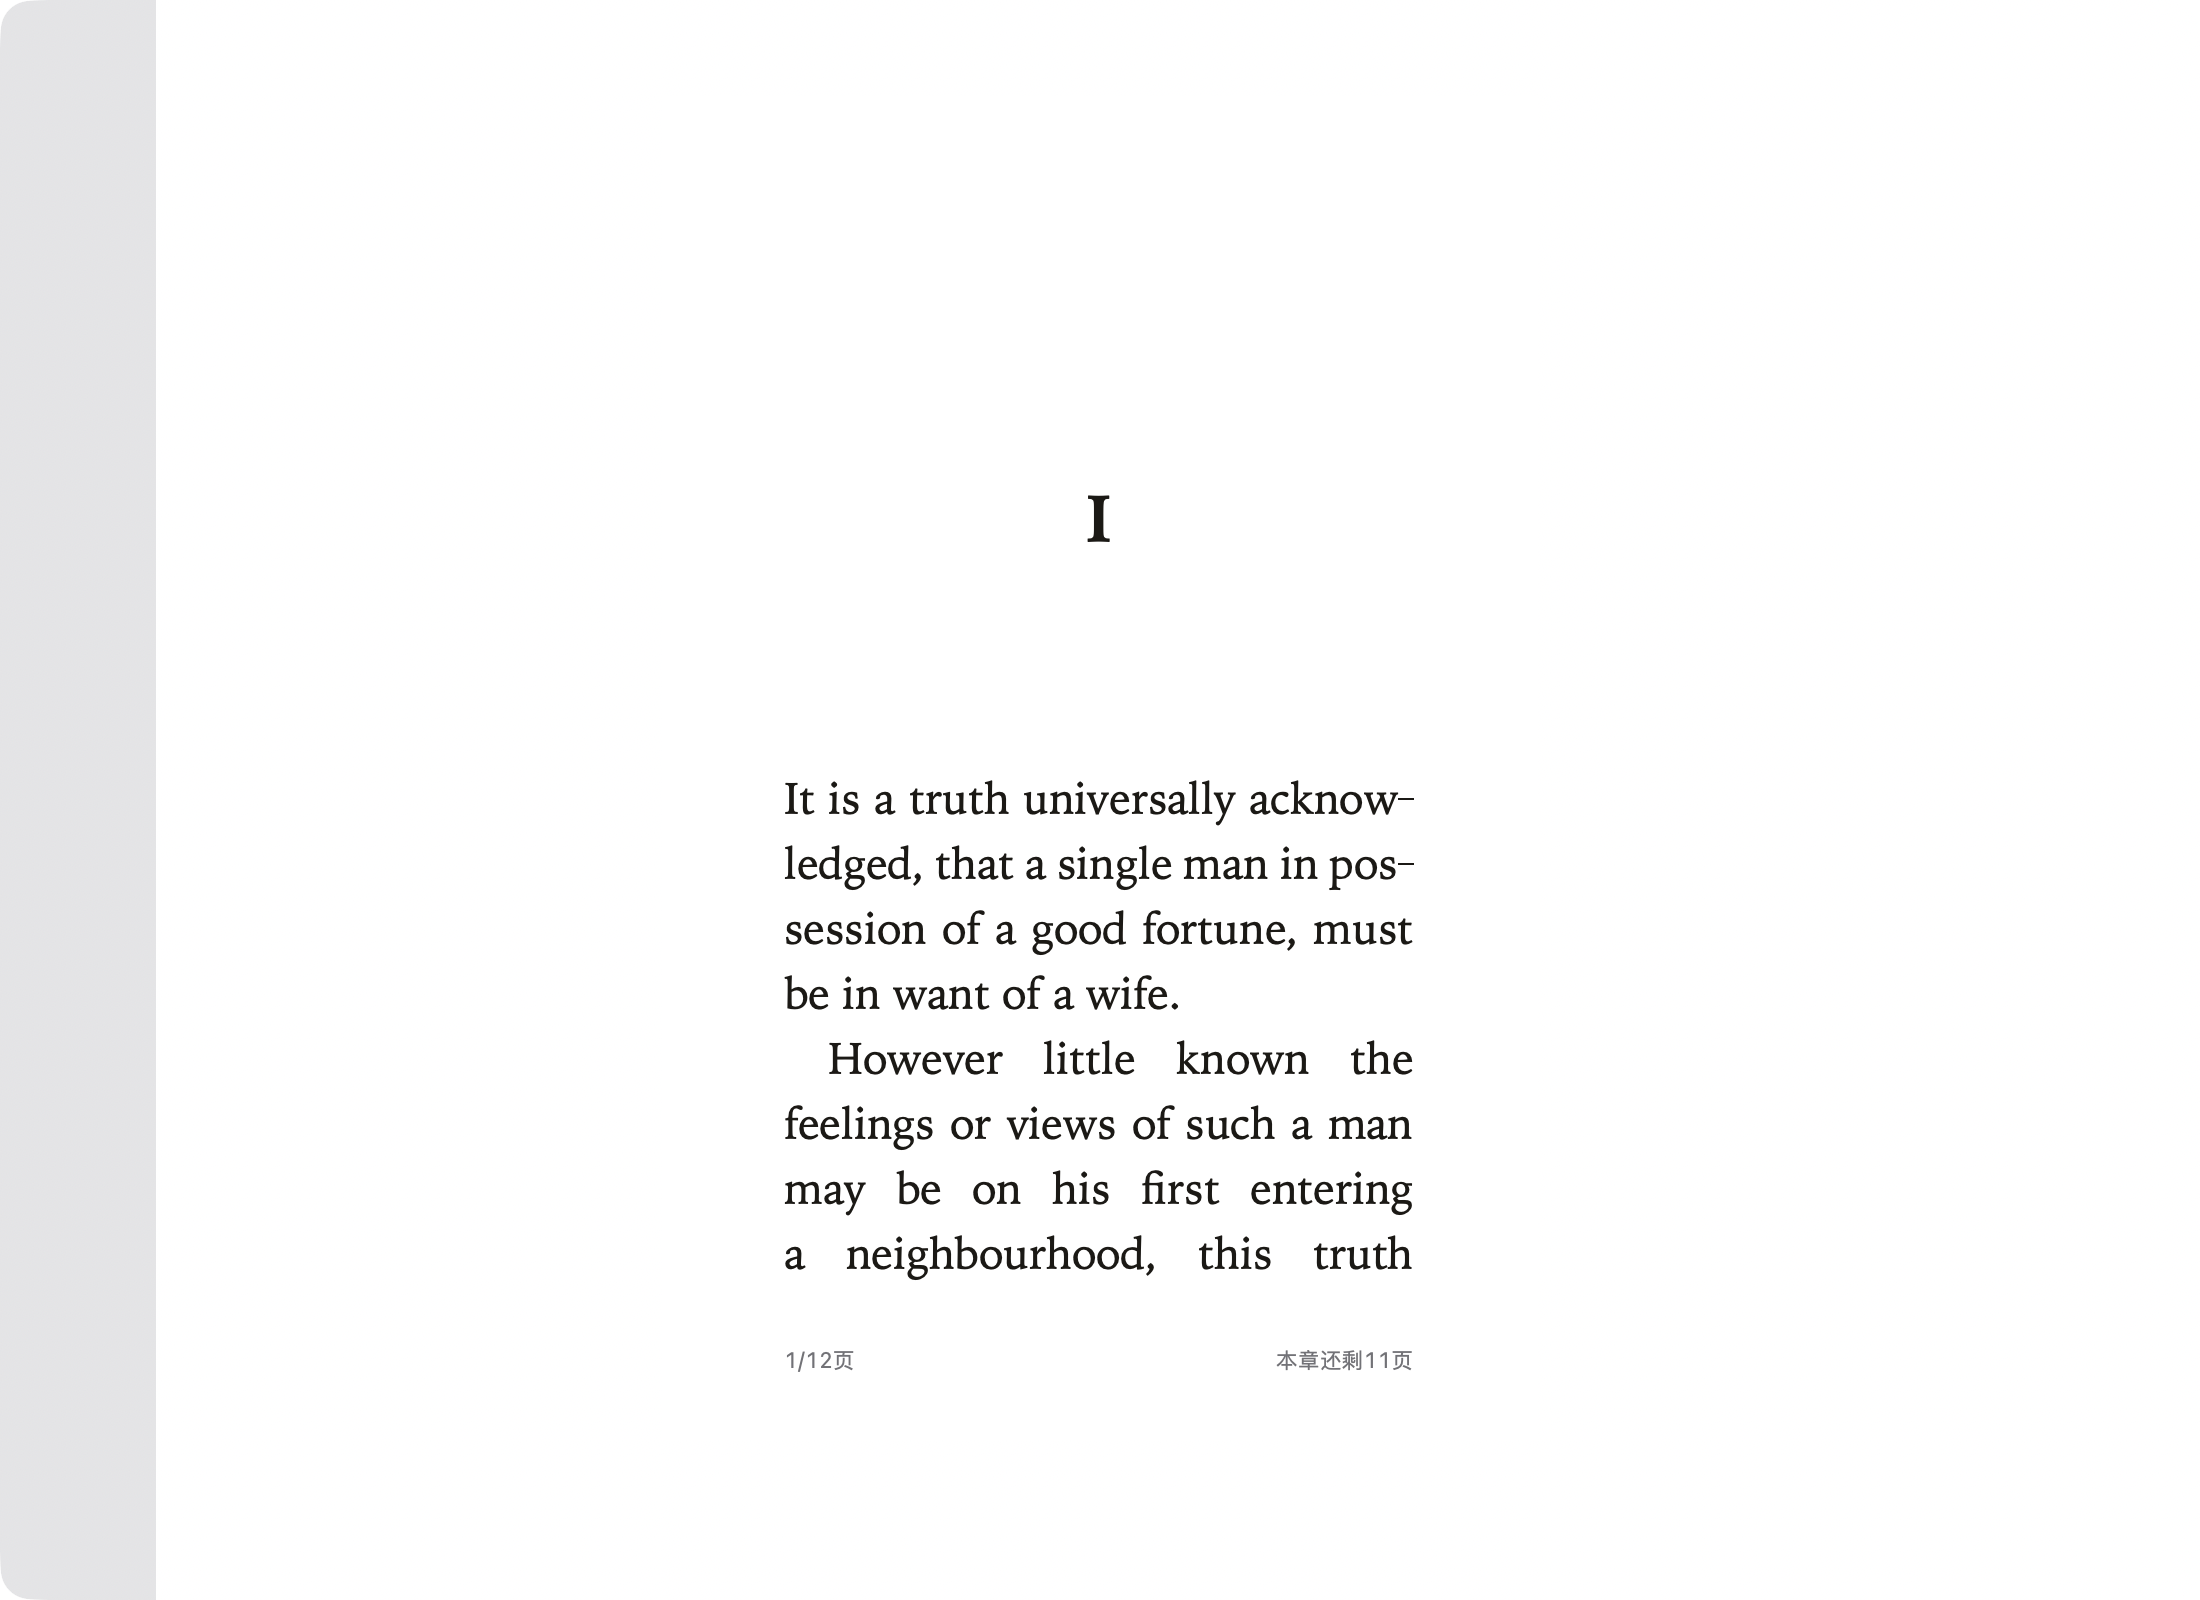 I
It is a truth universally acknow-
ledged, that a single man in pos-
session of a good fortune, must
be in want of a wife.
However little known the
feelings or views of such a man
may be on his first entering
a neighbourhood, this truth
1/12页 本章还剩11页